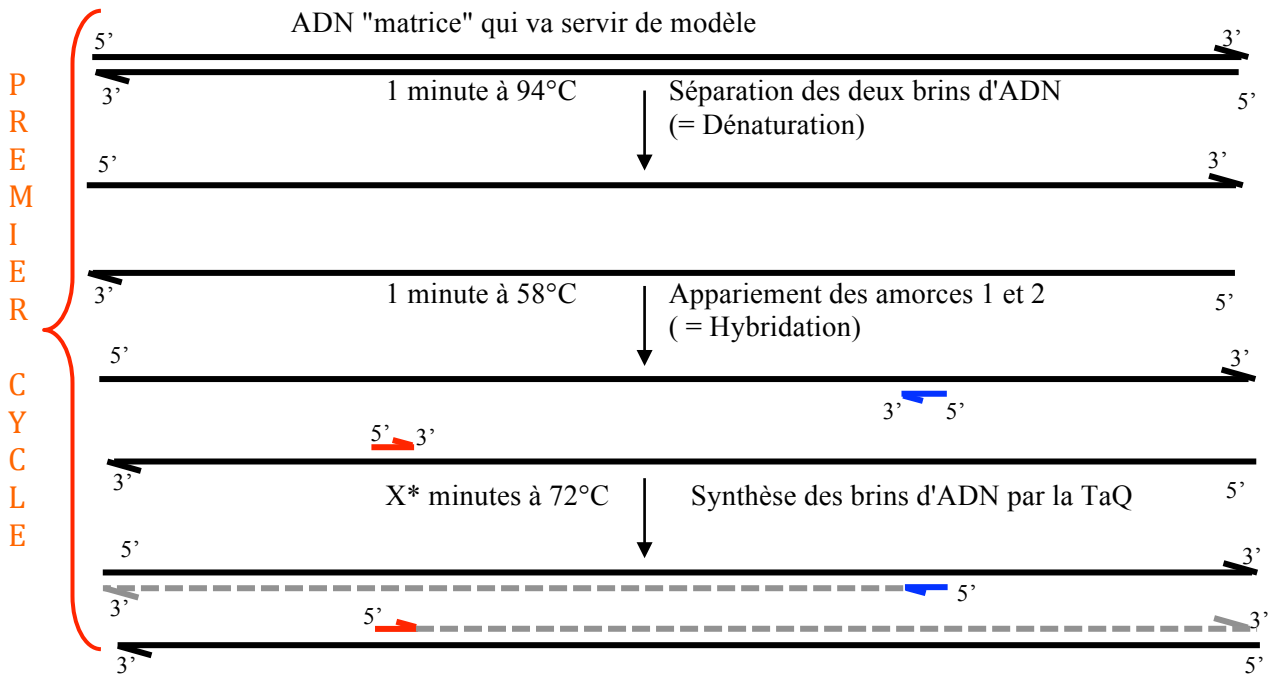 PREMIER CYCLE
ADN "matrice" qui va servir de modèle
5’
3’
3’
1 minute à 94°C
Séparation des deux brins d'ADN
(= Dénaturation)
5’
5’
3’
3’
1 minute à 58°C
Appariement des amorces 1 et 2
( = Hybridation)
5’
5’
3’
3’ 5’
5’ 3’
3’
X* minutes à 72°C
Synthèse des brins d'ADN par la TaQ
5’
5’
3’
3’
5’
5’
3’
3’
5’